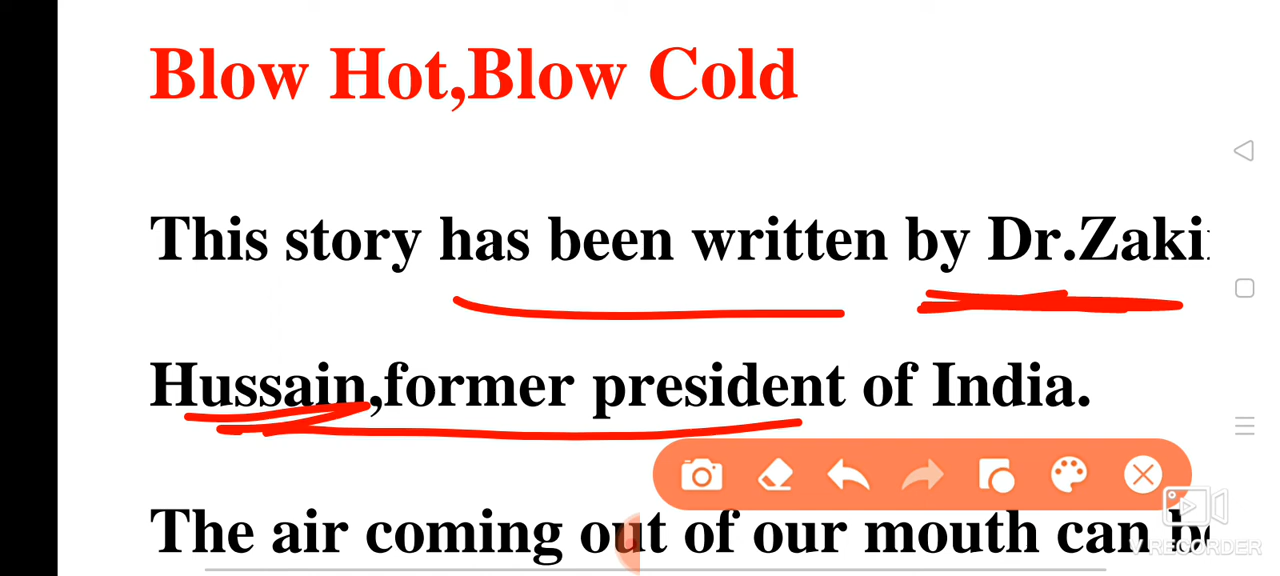 Blow Hot,Blow Cold
This story has been written by Dr.Zaki
Hussain,former president of India.
The air coming out of our mouth can
V RECORDER